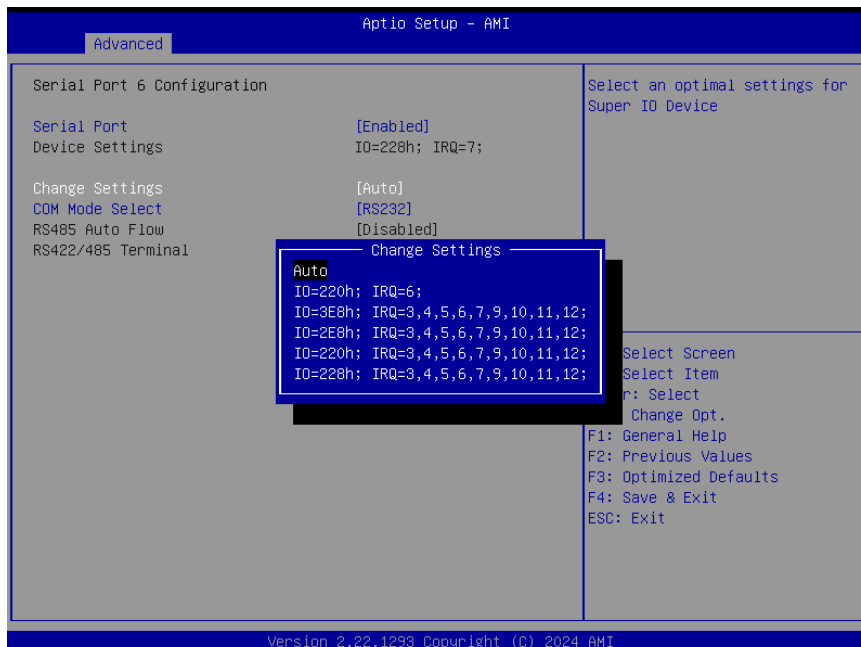 Aptio Setup – AMI
Advanced
Serial Port 6 Configuration
Serial Port [Enabled]
Device Settings IO=228h; IRQ=7;
Change Settings [Auto]
COM Mode Select [RS232]
RS485 Auto Flow [Disabled]
RS422/485 Terminal
Select an optimal settings for
Super IO Device
Change Settings
Auto
IO=220h; IRQ=6;
IO=3E8h; IRQ=3,4,5,6,7,9,10,11,12;
IO=2E8h; IRQ=3,4,5,6,7,9,10,11,12;
IO=220h; IRQ=3,4,5,6,7,9,10,11,12;
IO=228h; IRQ=3,4,5,6,7,9,10,11,12;
Select Screen
Select Item
r: Select
Change Opt.
F1: General Help
F2: Previous Values
F3: Optimized Defaults
F4: Save & Exit
ESC: Exit
Version 2.22.1293 Copyright (C) 2024 AMI